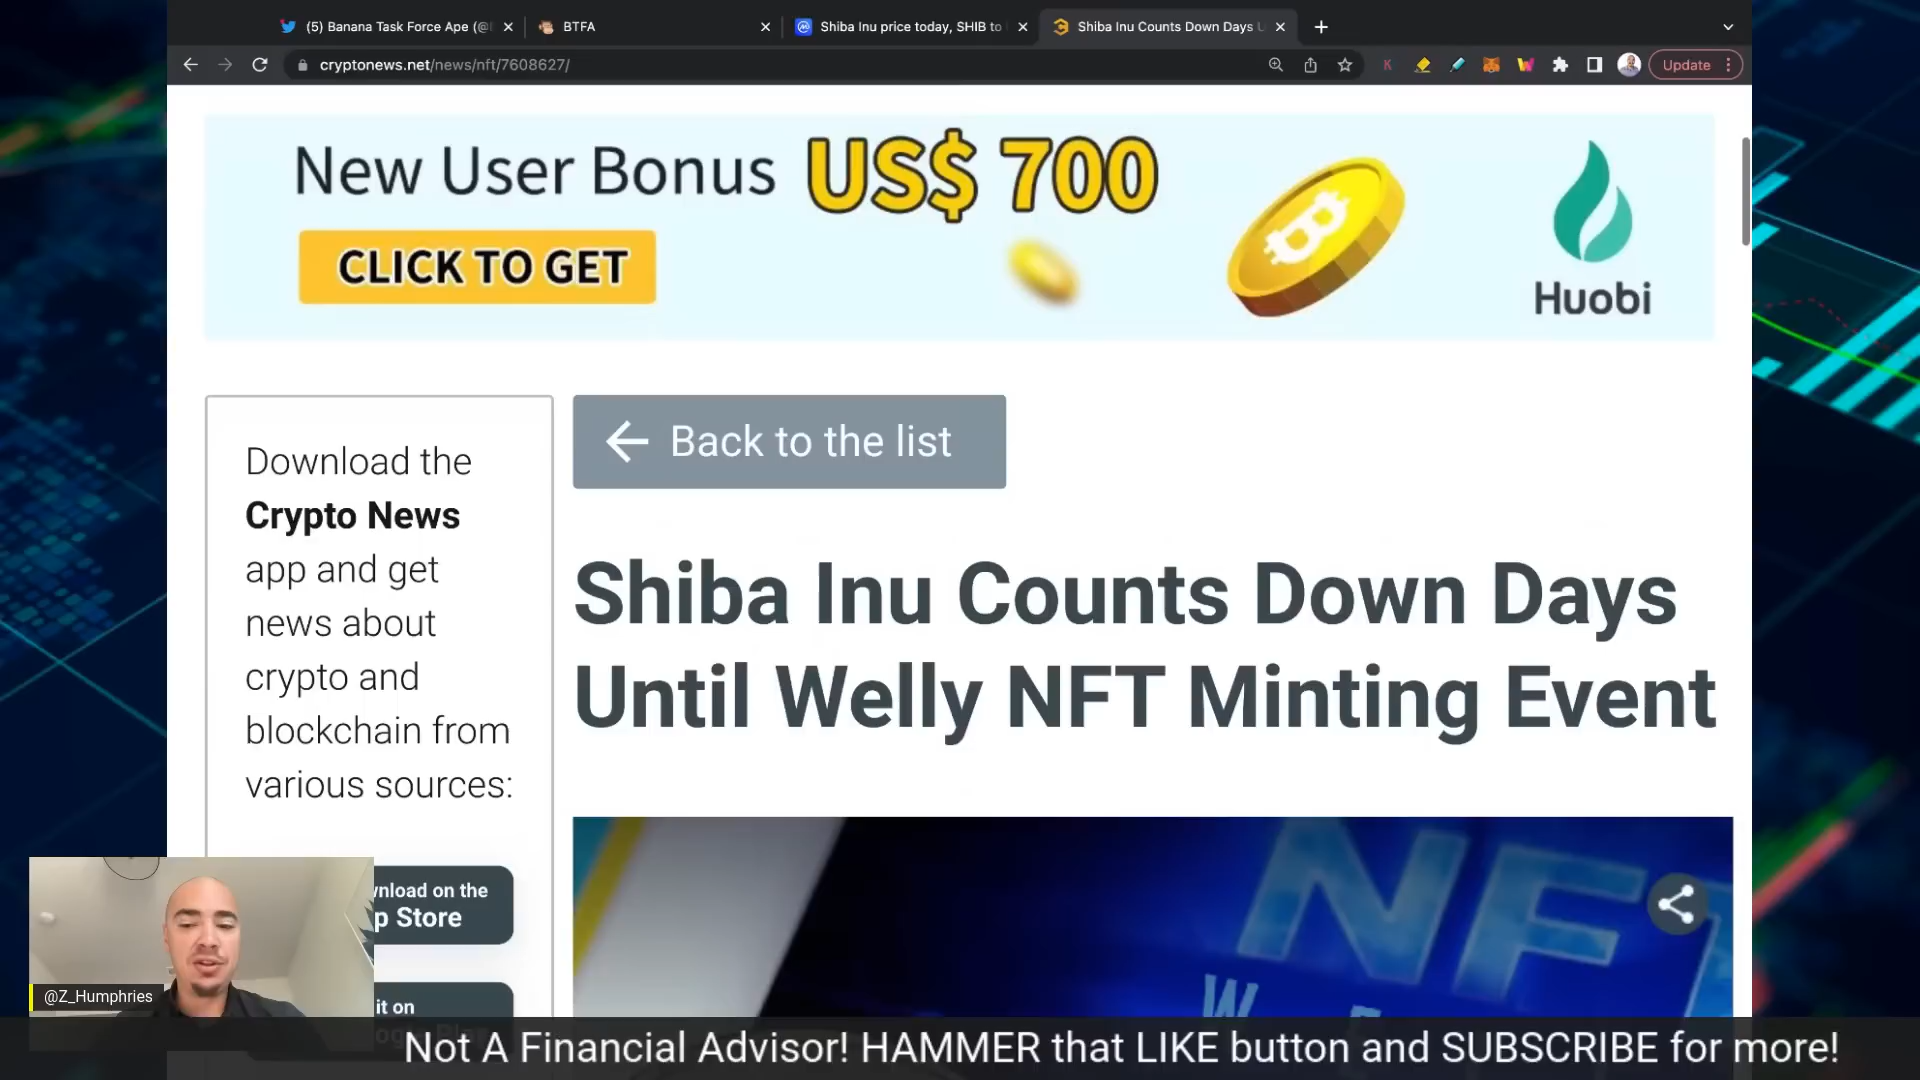 (5) Banana Task Force Ape (@
BTFA
Shiba Inu price today, SHIB to
Shiba Inu Counts Down Days U
cryptonews.net/news/nft/7608627/
K
W
Update
New User Bonus US$ 700
CLICK TO GET
Huobi
Download the
Crypto News
app and get
news about
crypto and
blockchain from
various sources:
← Back to the list
Shiba Inu Counts Down Days
Until Welly NFT Minting Event
wnload on the
p Store
it on
NFT
W
@Z_Humphries
Not A Financial Advisor! HAMMER that LIKE button and SUBSCRIBE for more!